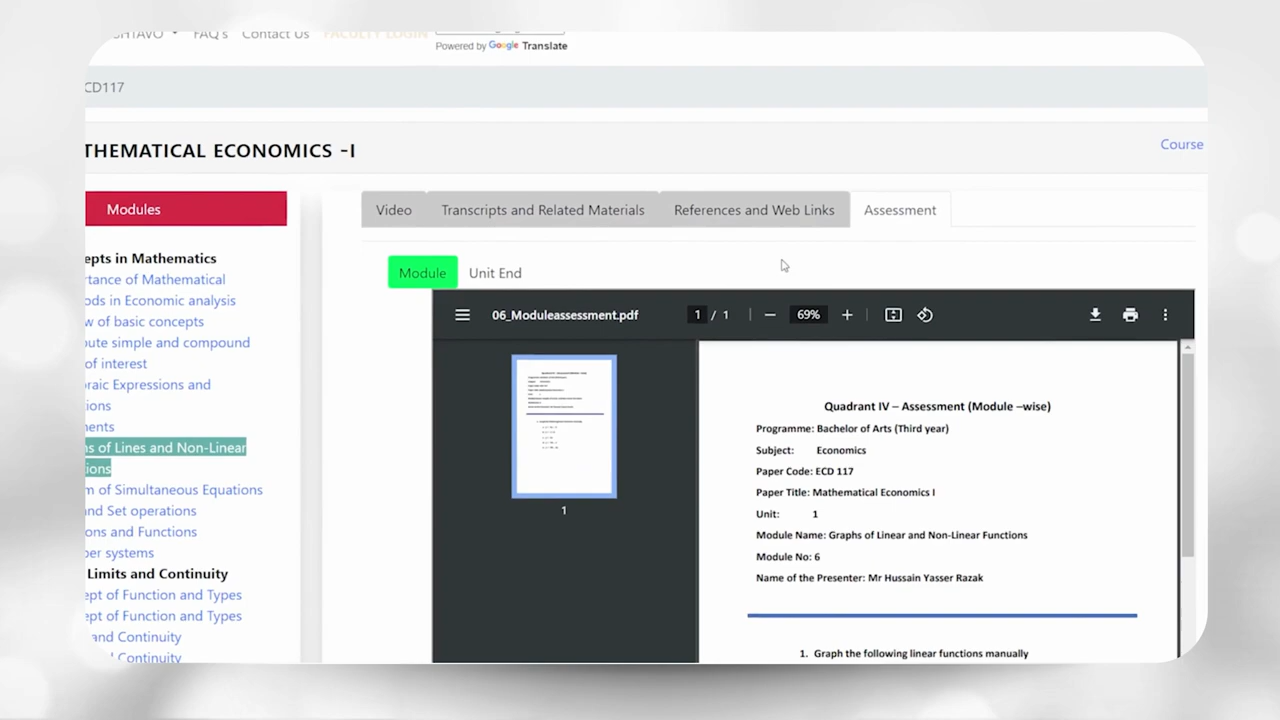 SHTAVO FAQ's Contact Us FACULTY LOGIN
Powered by Google Translate
CD117
THEMATICAL ECONOMICS -I
Course
Modules
Video Transcripts and Related Materials References and Web Links Assessment
epts in Mathematics
rtance of Mathematical
ods in Economic analysis
w of basic concepts
oute simple and compound
of interest
oraic Expressions and
ions
nents
hs of Lines and Non-Linear
ions
m of Simultaneous Equations
and Set operations
ons and Functions
er systems
Limits and Continuity
ept of Function and Types
ept of Function and Types
and Continuity
Continuity
Module Unit End
06_Moduleassessment.pdf 1 / 1 69%
1
Quadrant IV – Assessment (Module –wise)
Programme: Bachelor of Arts (Third year)
Subject: Economics
Paper Code: ECD 117
Paper Title: Mathematical Economics I
Unit: 1
Module Name: Graphs of Linear and Non-Linear Functions
Module No: 6
Name of the Presenter: Mr Hussain Yasser Razak
1. Graph the following linear functions manually